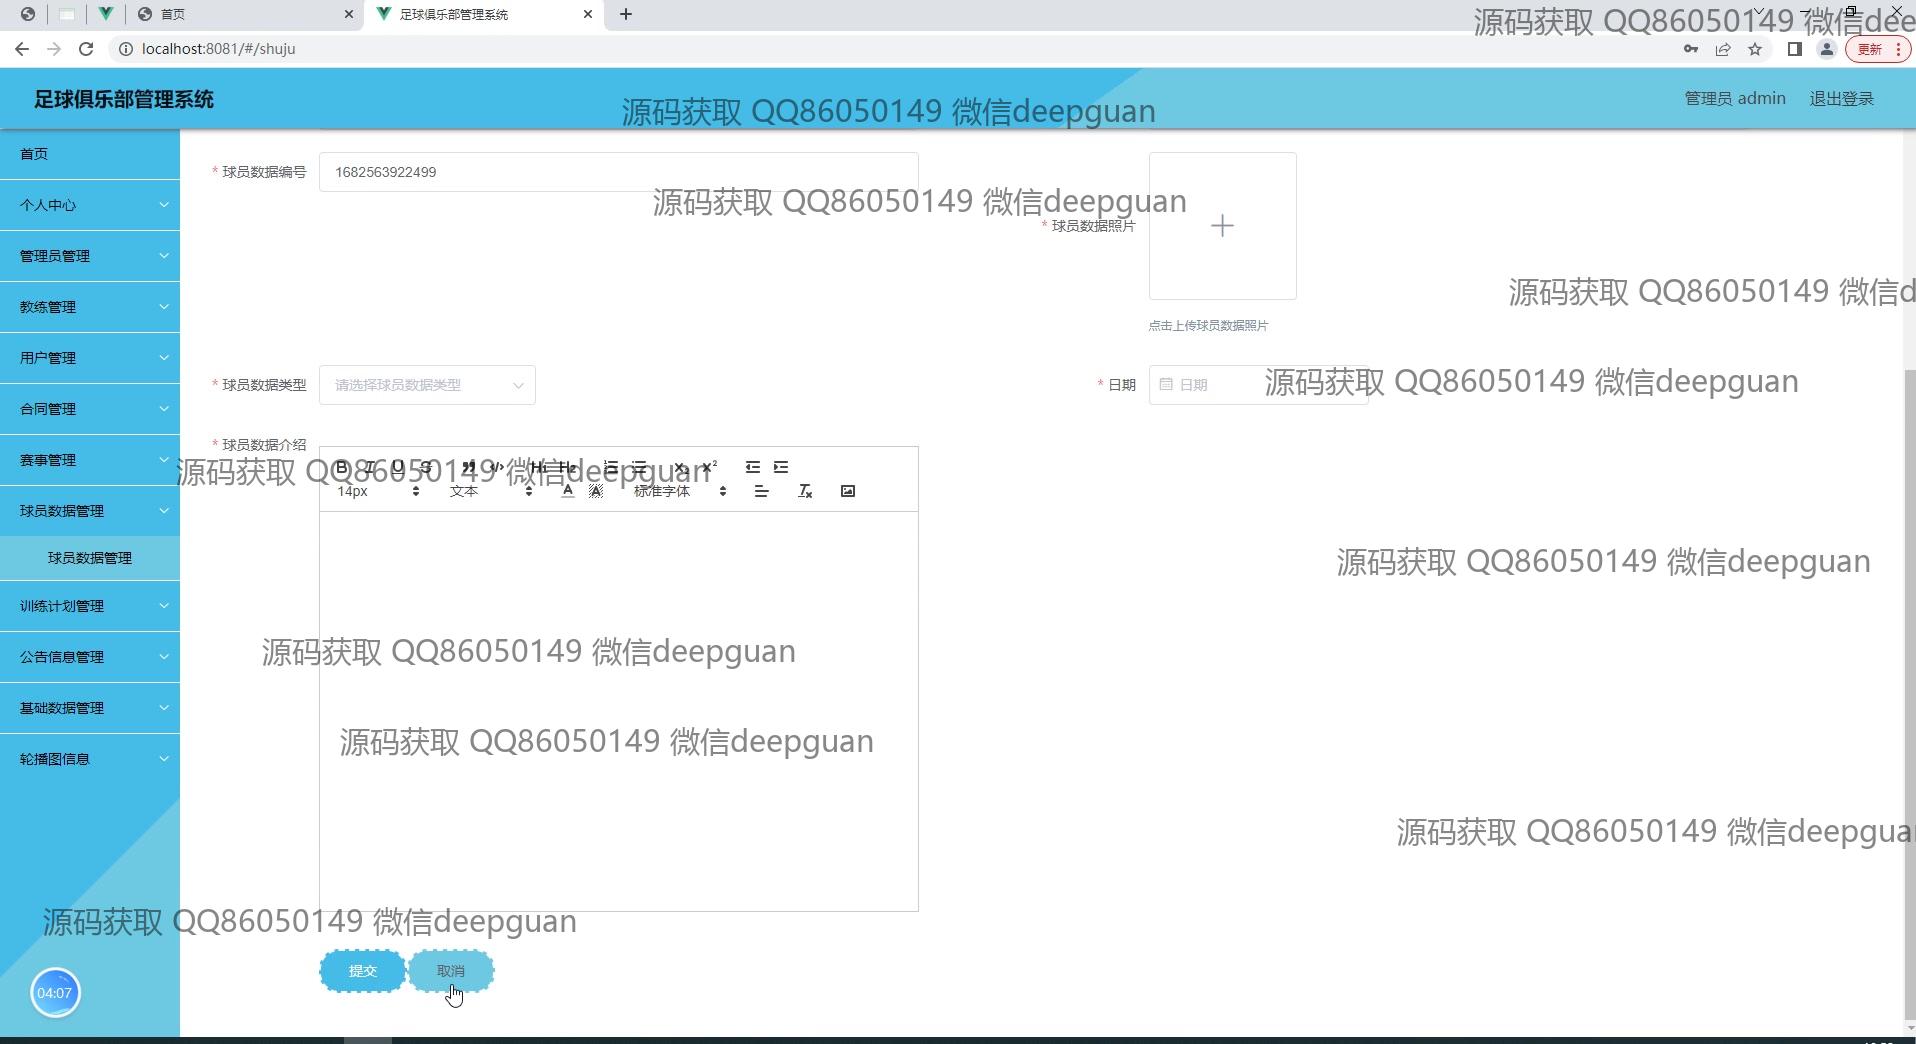 首页
足球俱乐部管理系统
源码获取 QQ86050149 微信dee
localhost:8081/#/shuju
更新
足球俱乐部管理系统
源码获取 QQ86050149 微信deepguan
管理员 admin
退出登录
首页
个人中心
管理员管理
教练管理
用户管理
合同管理
赛事管理
球员数据管理
球员数据管理
训练计划管理
公告信息管理
基础数据管理
轮播图信息
* 球员数据编号
1682563922499
源码获取 QQ86050149 微信deepguan
* 球员数据照片
源码获取 QQ86050149 微信d
点击上传球员数据照片
* 球员数据类型
请选择球员数据类型
* 日期
日期
源码获取 QQ86050149 微信deepguan
* 球员数据介绍
源码获取 QQ86050149 微信deepguan
B I U S H1 H2 X2 X2
14px
文本
A A
标准字体
Tx
源码获取 QQ86050149 微信deepguan
源码获取 QQ86050149 微信deepguan
源码获取 QQ86050149 微信deepguan
源码获取 QQ86050149 微信deepgua
源码获取 QQ86050149 微信deepguan
提交
取消
04:07